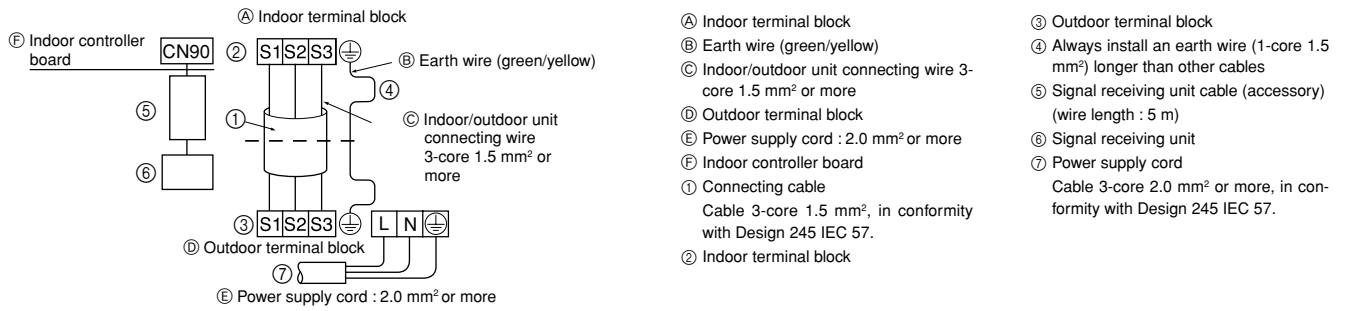 Ⓐ Indoor terminal block
Ⓕ Indoor controller
board
CN90
② S1 S2 S3
Ⓑ Earth wire (green/yellow)
④
⑤
①
Ⓒ Indoor/outdoor unit
connecting wire
3-core 1.5 mm² or
more
⑥
③ S1 S2 S3
L N
Ⓓ Outdoor terminal block
⑦
Ⓔ Power supply cord : 2.0 mm² or more
Ⓐ Indoor terminal block
Ⓑ Earth wire (green/yellow)
Ⓒ Indoor/outdoor unit connecting wire 3-
core 1.5 mm² or more
Ⓓ Outdoor terminal block
Ⓔ Power supply cord : 2.0 mm² or more
Ⓕ Indoor controller board
① Connecting cable
Cable 3-core 1.5 mm², in conformity
with Design 245 IEC 57.
② Indoor terminal block
③ Outdoor terminal block
④ Always install an earth wire (1-core 1.5
mm²) longer than other cables
⑤ Signal receiving unit cable (accessory)
(wire length : 5 m)
⑥ Signal receiving unit
⑦ Power supply cord
Cable 3-core 2.0 mm² or more, in con-
formity with Design 245 IEC 57.